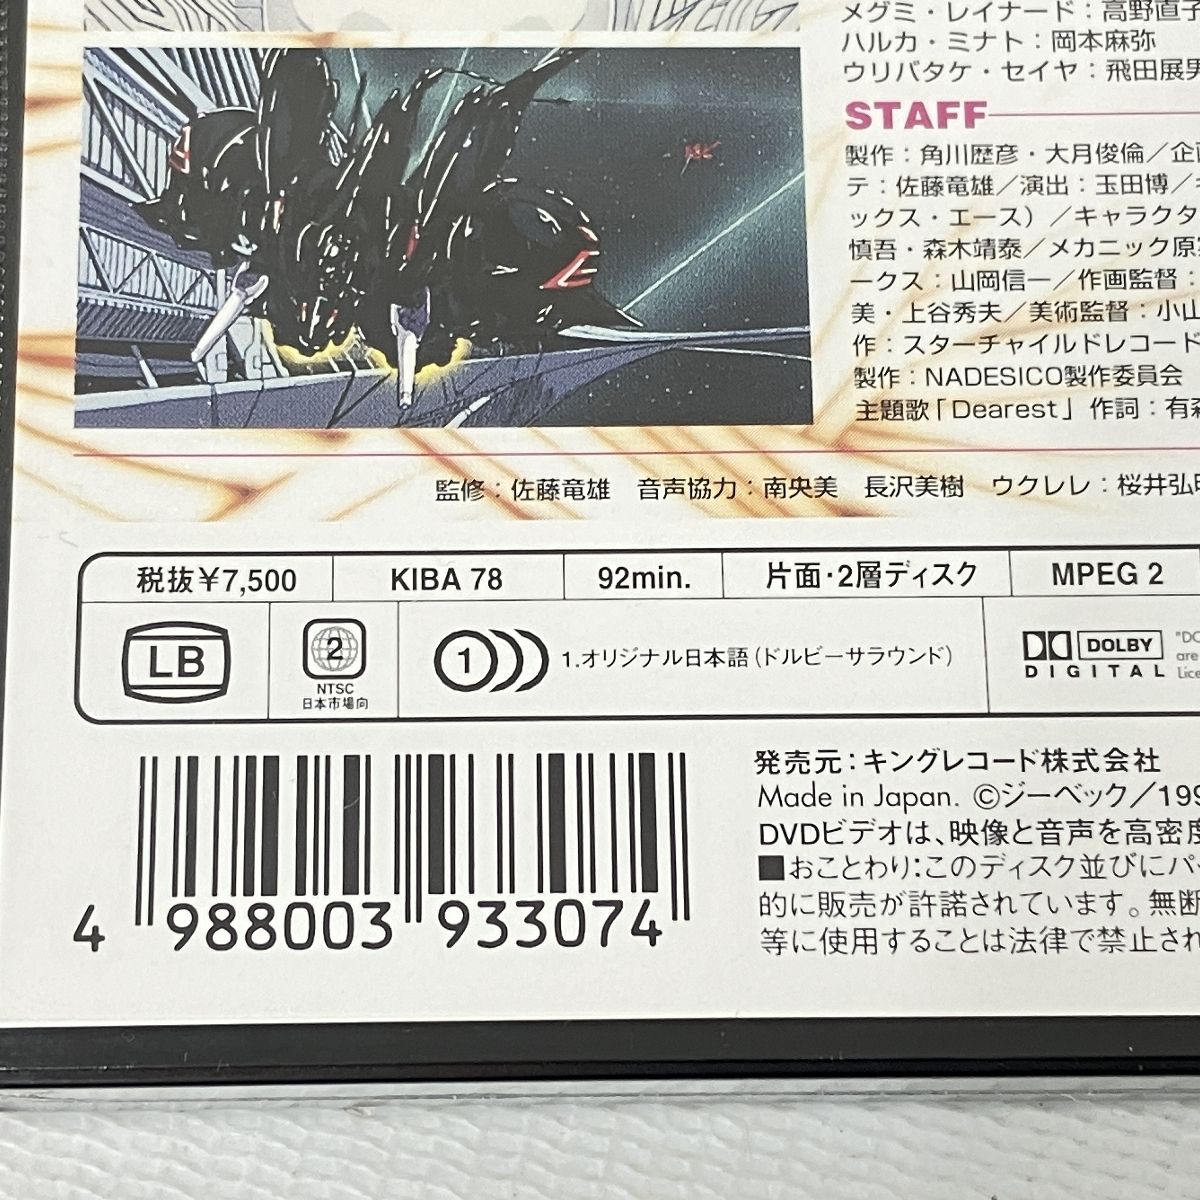 メグミ・レイナード：高野直子
ハルカ・ミナト：岡本麻弥
ウリバタケ・セイヤ：飛田展男
STAFF
製作：角川歴彦・大月俊倫／企画
テ：佐藤竜雄／演出：玉田博／
ックス・エース）／キャラクタ
慎吾・森木靖泰／メカニック原案
ークス：山岡信一／作画監督：
美・上谷秀夫／美術監督：小山
作：スターチャイルドレコード
製作：NADESICO製作委員会
主題歌「Dearest」作詞：有森
監修：佐藤竜雄　音声協力：南央美　長沢美樹　ウクレレ：桜井弘明
税抜￥7,500 KIBA 78 92min. 片面・2層ディスク MPEG 2
LB 2 NTSC 日本市場向 1 1.オリジナル日本語(ドルビーサラウンド) DOLBY DIGITAL
"DO
are
Lice
発売元：キングレコード株式会社
Made in Japan. ©ジーベック／199
DVDビデオは、映像と音声を高密度
■おことわり:このディスク並びにパ
的に販売が許諾されています。無断
等に使用することは法律で禁止され
4 988003 933074